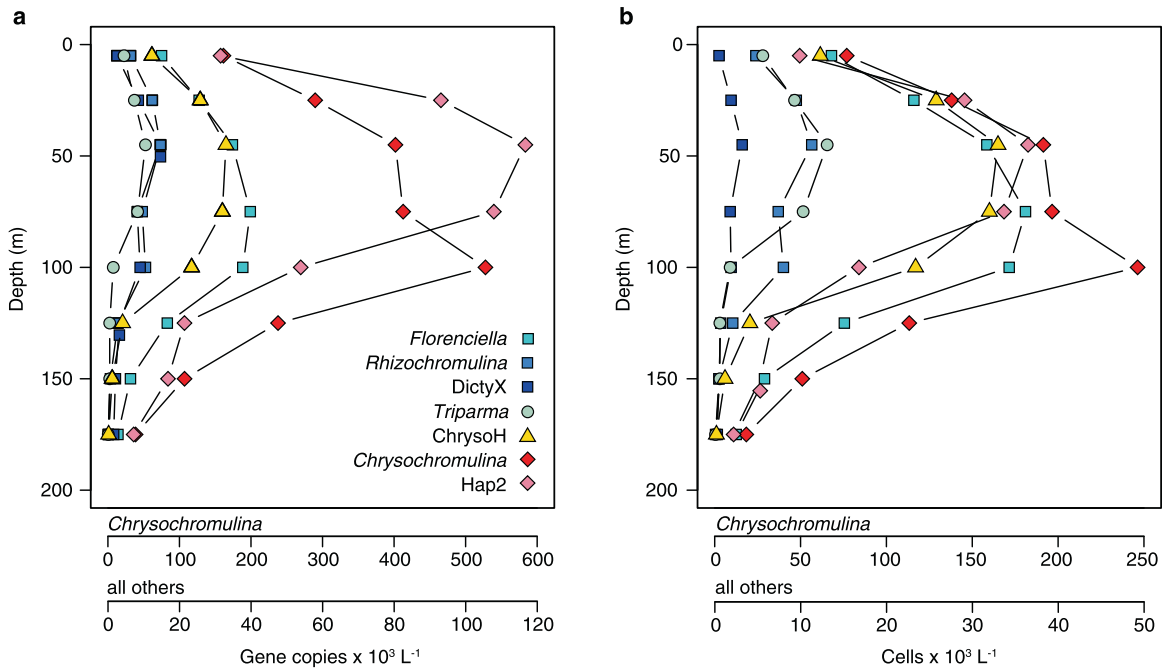 a
0
50
100
150
200
Depth (m)
Florenciella
Rhizochromulina
DictyX
Triparma
ChrysoH
Chrysochromulina
Hap2
Chrysochromulina
0 100 200 300 400 500 600
all others
0 20 40 60 80 100 120
Gene copies x 10³ L⁻¹
b
0
50
100
150
200
Depth (m)
Chrysochromulina
0 50 100 150 200 250
all others
0 10 20 30 40 50
Cells x 10³ L⁻¹